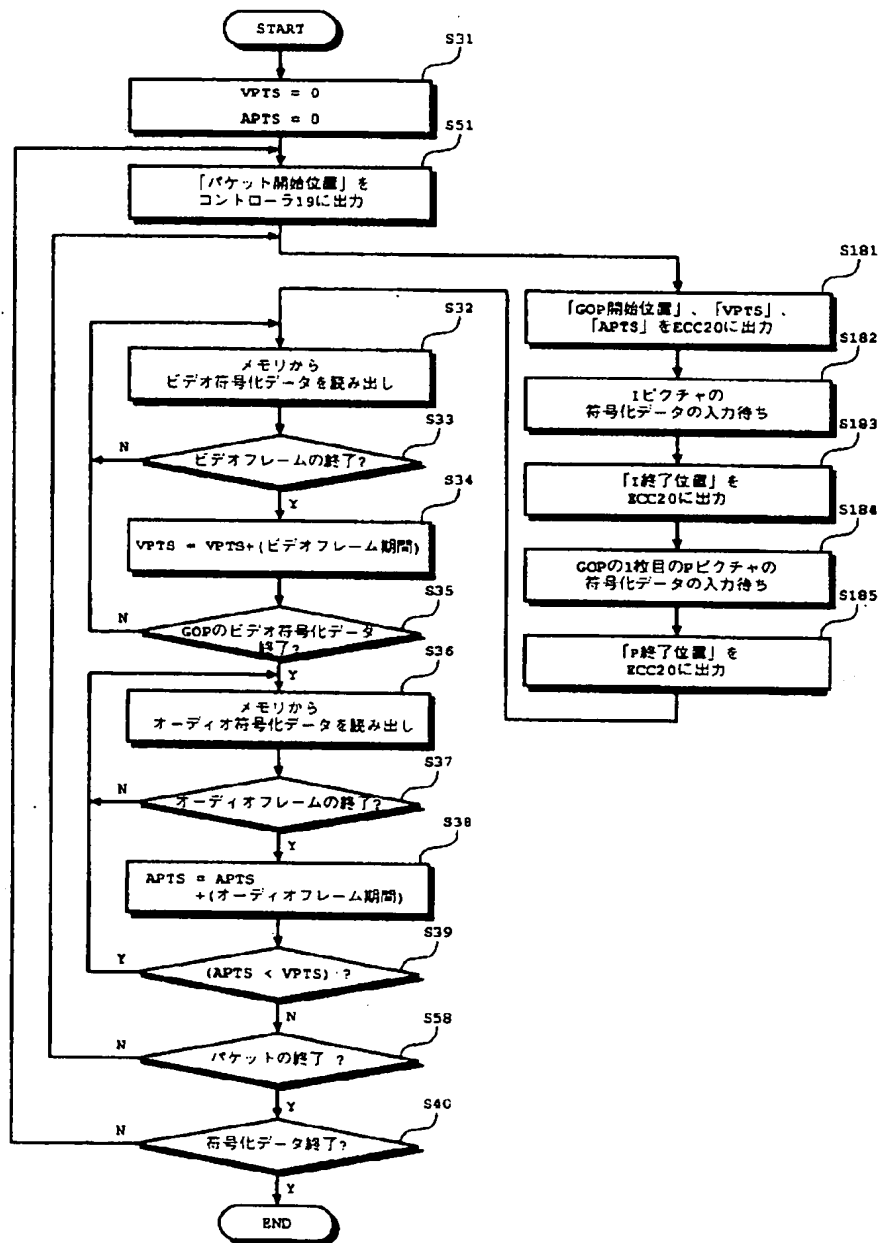 START
S31
VPTS = 0
APTS = 0
S51
「パケット開始位置」を
コントローラ19に出力
S181
「GOP開始位置」、「VPTS」、
「APTS」をECC20に出力
S182
Iピクチャの
符号化データの入力待ち
S183
「I終了位置」を
ECC20に出力
S184
GOPの1枚目のPピクチャの
符号化データの入力待ち
S185
「P終了位置」を
ECC20に出力
S32
メモリから
ビデオ符号化データを読み出し
S33
N
ビデオフレームの終了?
Y
S34
VPTS = VPTS+(ビデオフレーム期間)
S35
N
GOPのビデオ符号化データ
終了?
Y
S36
メモリから
オーディオ符号化データを読み出し
S37
N
オーディオフレームの終了?
Y
S38
APTS = APTS
+(オーディオフレーム期間)
S39
Y
(APTS < VPTS) ?
N
S58
N
パケットの終了 ?
Y
S40
N
符号化データ終了?
Y
END